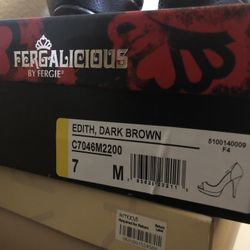 FERGALICIOUS
BY FERGIE
EDITH, DARK BROWN
C7046M2200
7 M
5100140009
F4